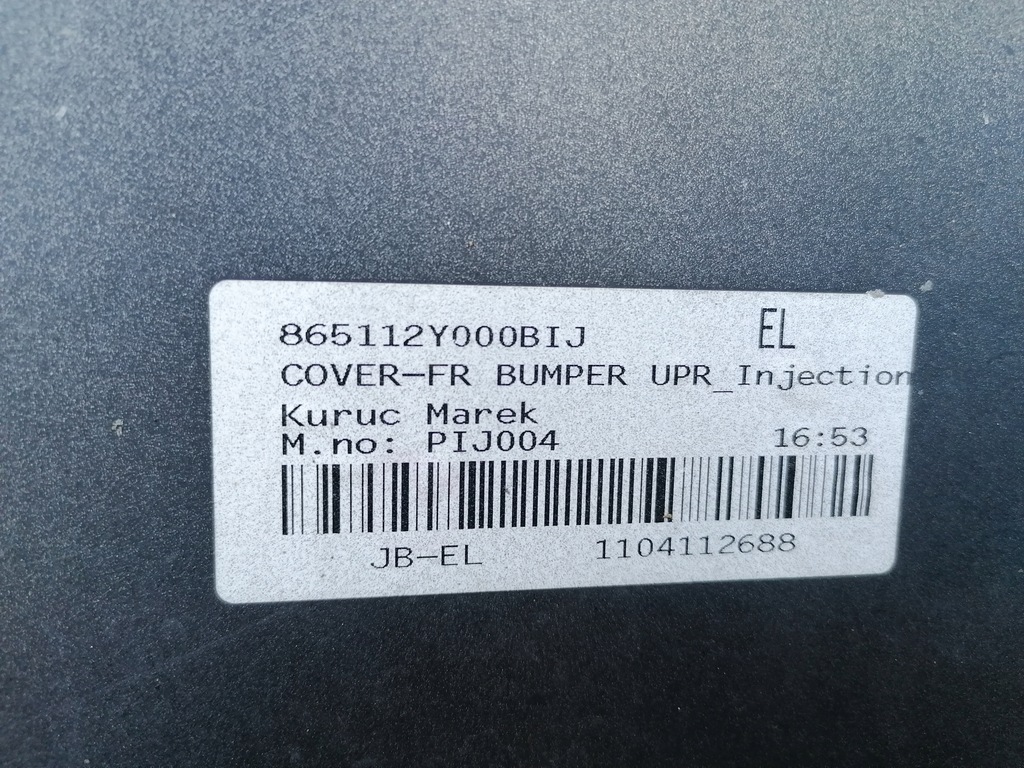 865112Y000BIJ EL
COVER-FR BUMPER UPR_Injection
Kuruc Marek
M.no: PIJ004 16:53
JB-EL 1104112688